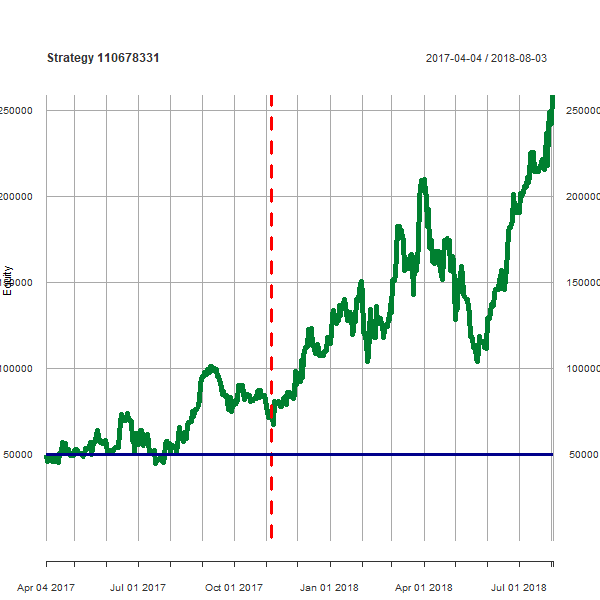 Strategy 110678331
2017-04-04 / 2018-08-03
250000
250000
200000
200000
Equity
150000
150000
100000
100000
50000
50000
Apr 04 2017
Jul 01 2017
Oct 01 2017
Jan 01 2018
Apr 01 2018
Jul 01 2018